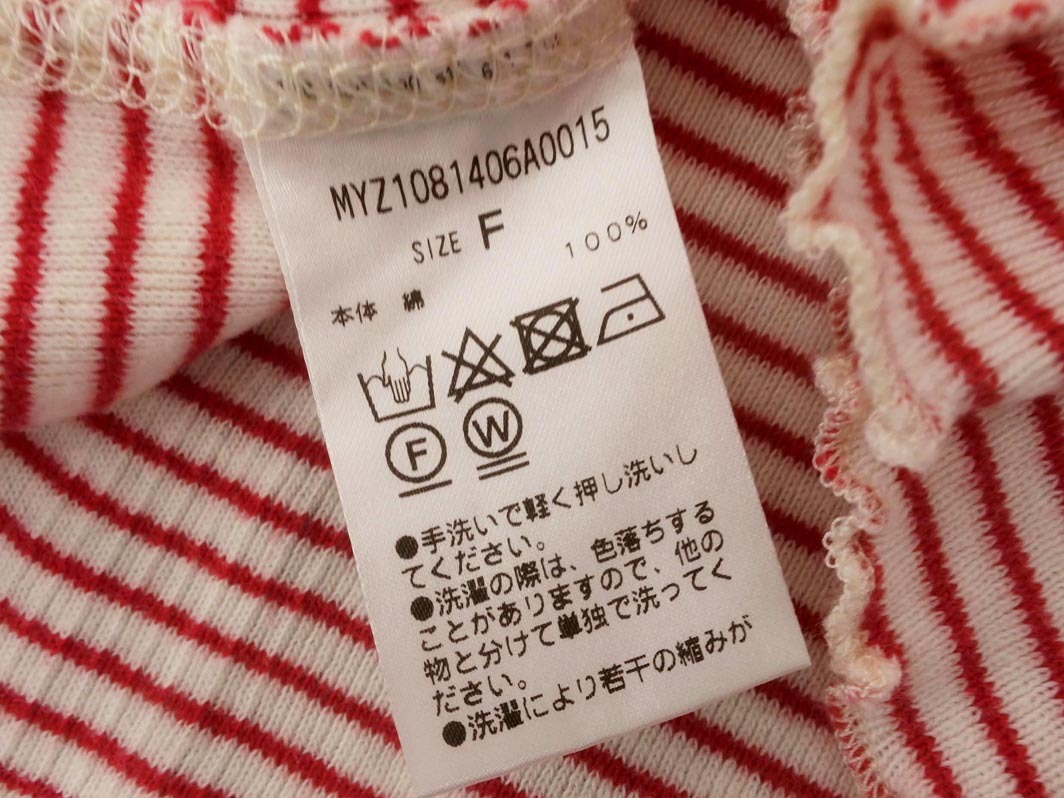 MYZ1081406A0015
SIZE F
100%
本体 綿
F W
●手洗いで軽く押し洗いし
てください。
●洗濯の際は、色落ちする
ことがありますので、他の
物と分けて単独で洗ってく
ださい。
●洗濯により若干の縮みが